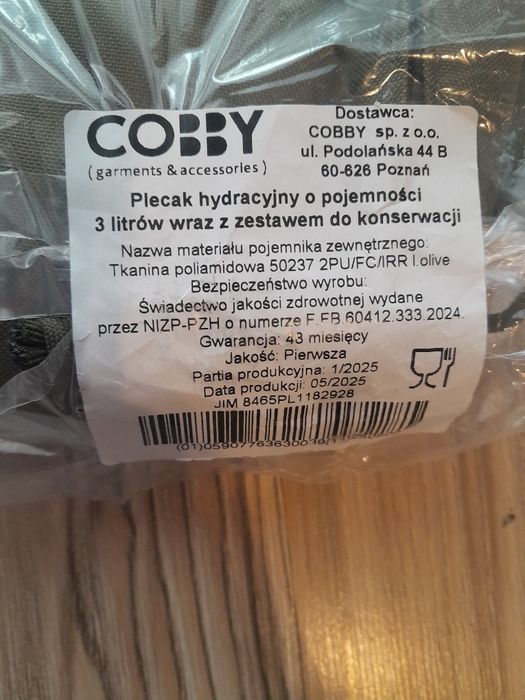 COBBY
(garments & accessories)
Dostawca:
COBBY sp. z o.o.
ul. Podolańska 44 B
60-626 Poznań
Plecak hydracyjny o pojemności
3 litrów wraz z zestawem do konserwacji
Nazwa materiału pojemnika zewnętrznego:
Tkanina poliamidowa 50237 2PU/FC/IRR l.olive
Bezpieczeństwo wyrobu:
Świadectwo jakości zdrowotnej wydane
przez NIZP-PZH o numerze F.FB.60412.333.2024.
Gwarancja: 43 miesięcy
Jakość: Pierwsza
Partia produkcyjna: 1/2025
Data produkcji: 05/2025
JIM 8465PL1182928